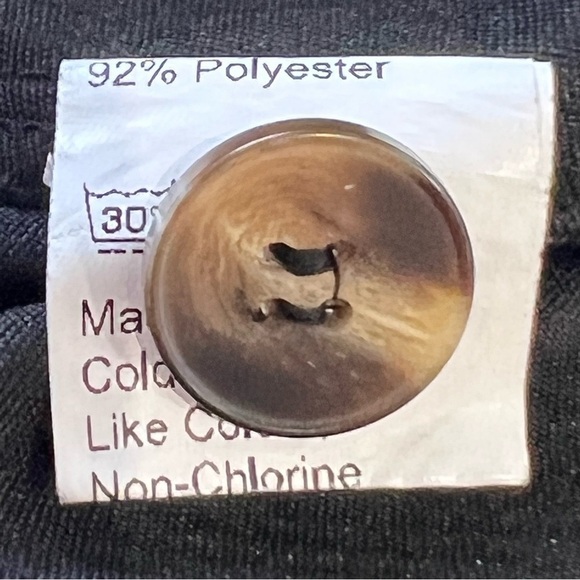 92% Polyester
30
Ma
Cold
Like Co
Non-Chlorine